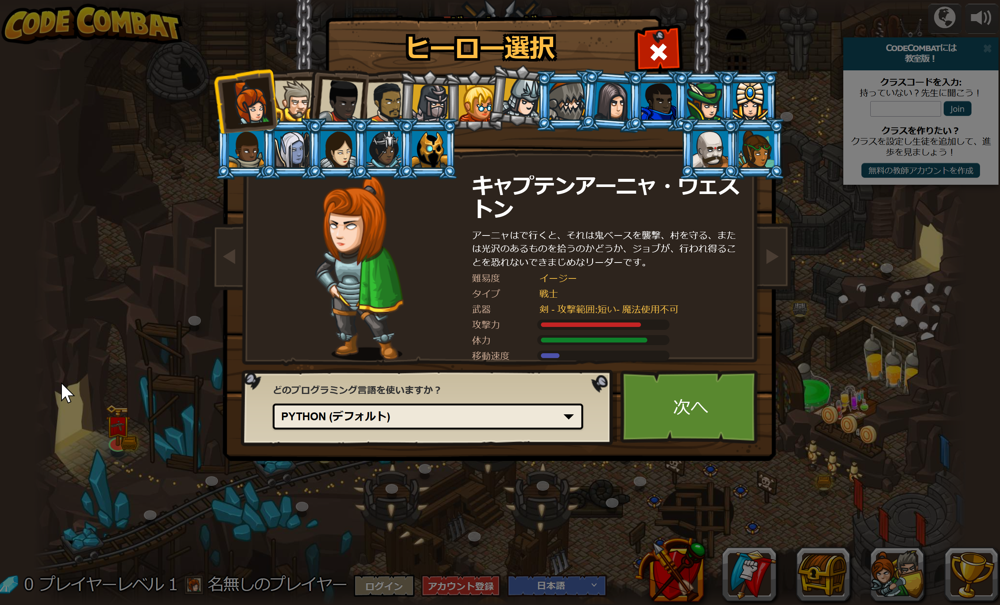 CODE COMBAT
ヒーロー選択
CODECOMBATには
教室版！
クラスコードを入力:
持っていない？先生に聞こう！
Join
クラスを作りたい？
クラスを設定し生徒を追加して、進
歩を見ましょう！
無料の教師アカウントを作成
キャプテンアーニャ・ウェス
トン
アーニャはで行くと、それは鬼ベースを襲撃、村を守る、また
は光沢のあるものを拾うのかどうか、ジョブが、行われ得るこ
とを恐れないできまじめなリーダーです。
難易度 イージー
タイプ 戦士
武器 剣 - 攻撃範囲:短い- 魔法使用不可
攻撃力
体力
移動速度
どのプログラミング言語を使いますか？
PYTHON (デフォルト)
次へ
0 プレイヤーレベル 1 名無しのプレイヤー ログイン アカウント登録 日本語